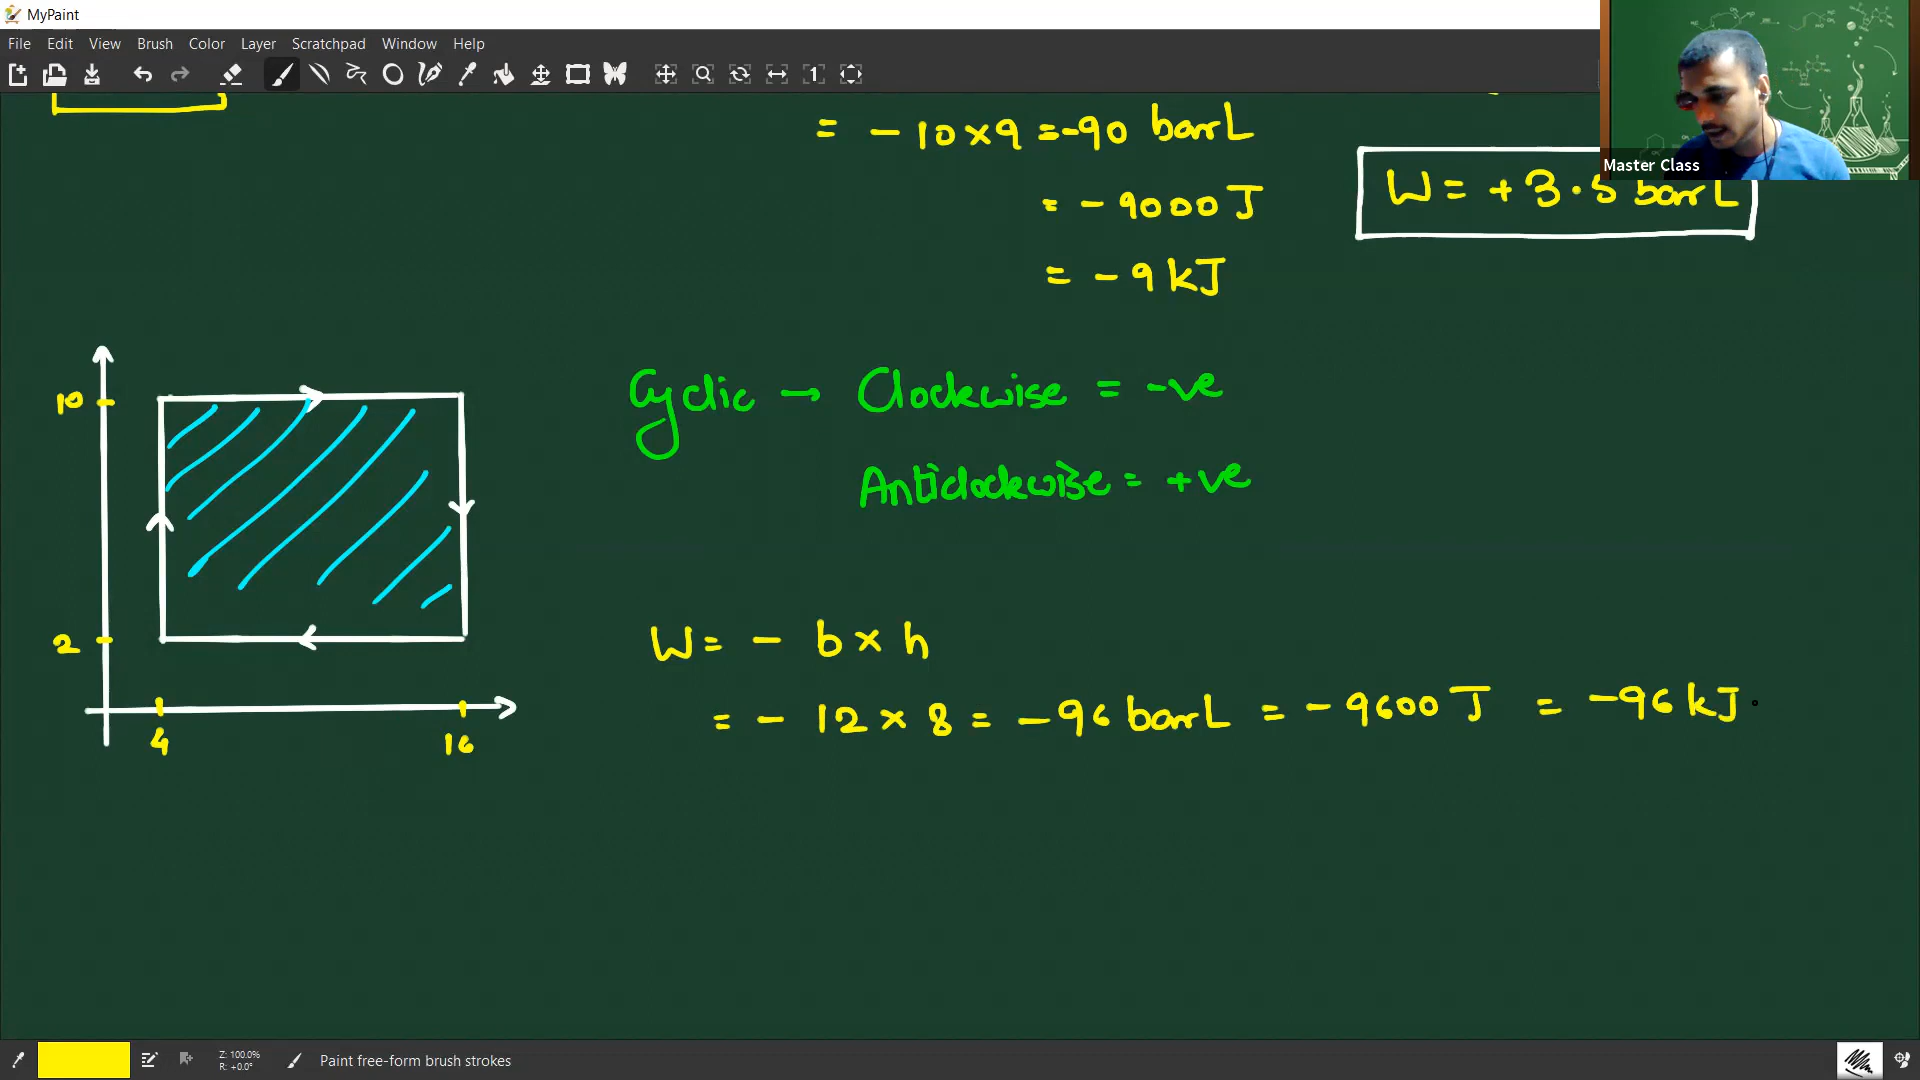 MyPaint
File Edit View Brush Color Layer Scratchpad Window Help
Master Class
= - 10 x 9 = -90 barL
= - 9000 J
= - 9 kJ
W = + 3.5 barL
Cyclic → Clockwise = -ve
Anticlockwise = +ve
10
2
4
16
W = - b x h
= - 12 x 8 = - 96 barL = - 9600 J = - 96 kJ
Z: 100.0%
R: +0.0°
Paint free-form brush strokes